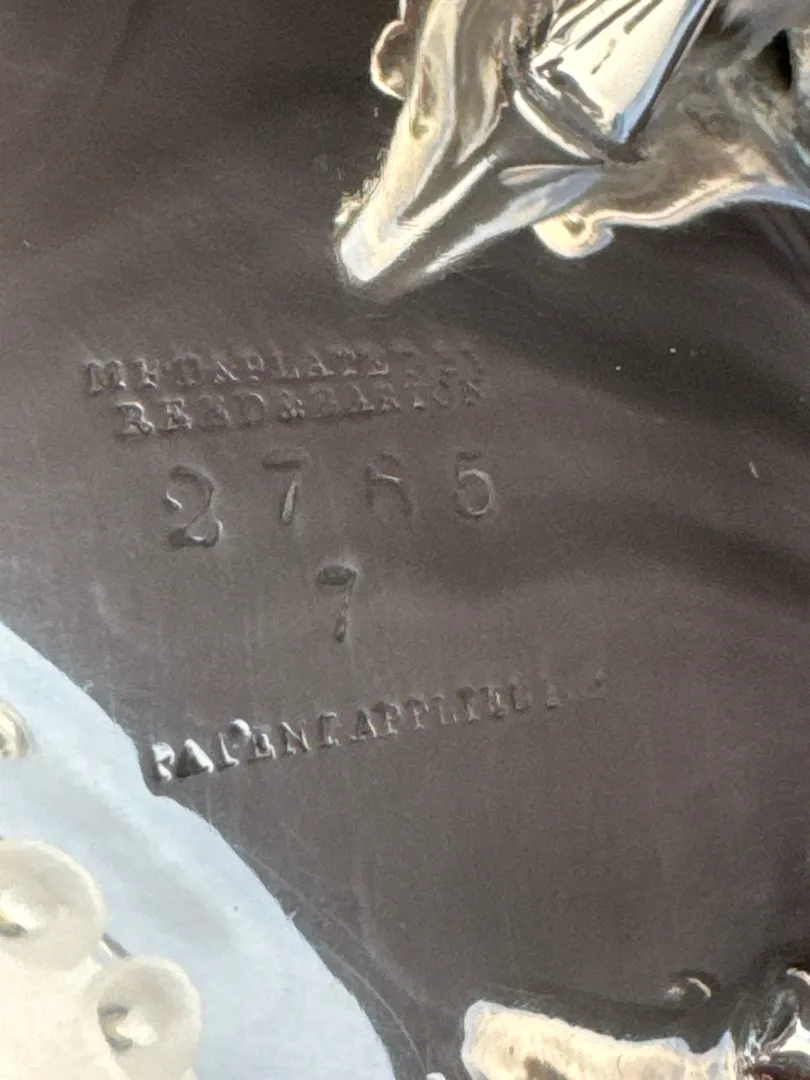 MFD & PLATED BY
REED & BARTON
2765
7
PATENT APPLIED